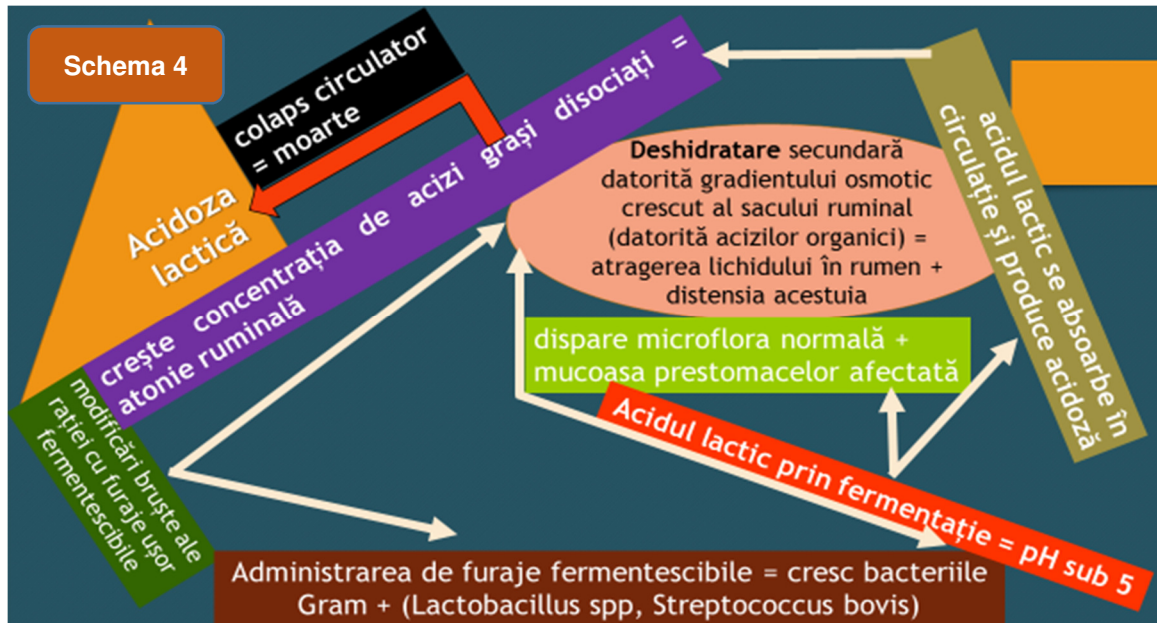 Schema 4
colaps circulator
= moarte
Acidoza
lactică
crește concentrația de acizi grași disociați =
atonie ruminală
modificări bruște ale
rației cu furaje ușor
fermentescibile
Deshidratare secundară
datorită gradientului osmotic
crescut al sacului ruminal
(datorită acizilor organici) =
atragerea lichidului în rumen +
distensia acestuia
dispare microflora normală +
mucoasa prestomacelor afectată
acidul lactic se absoarbe în
circulație și produce acidoză
Acidul lactic prin fermentație = pH sub 5
Administrarea de furaje fermentescibile = cresc bacteriile
Gram + (Lactobacillus spp, Streptococcus bovis)